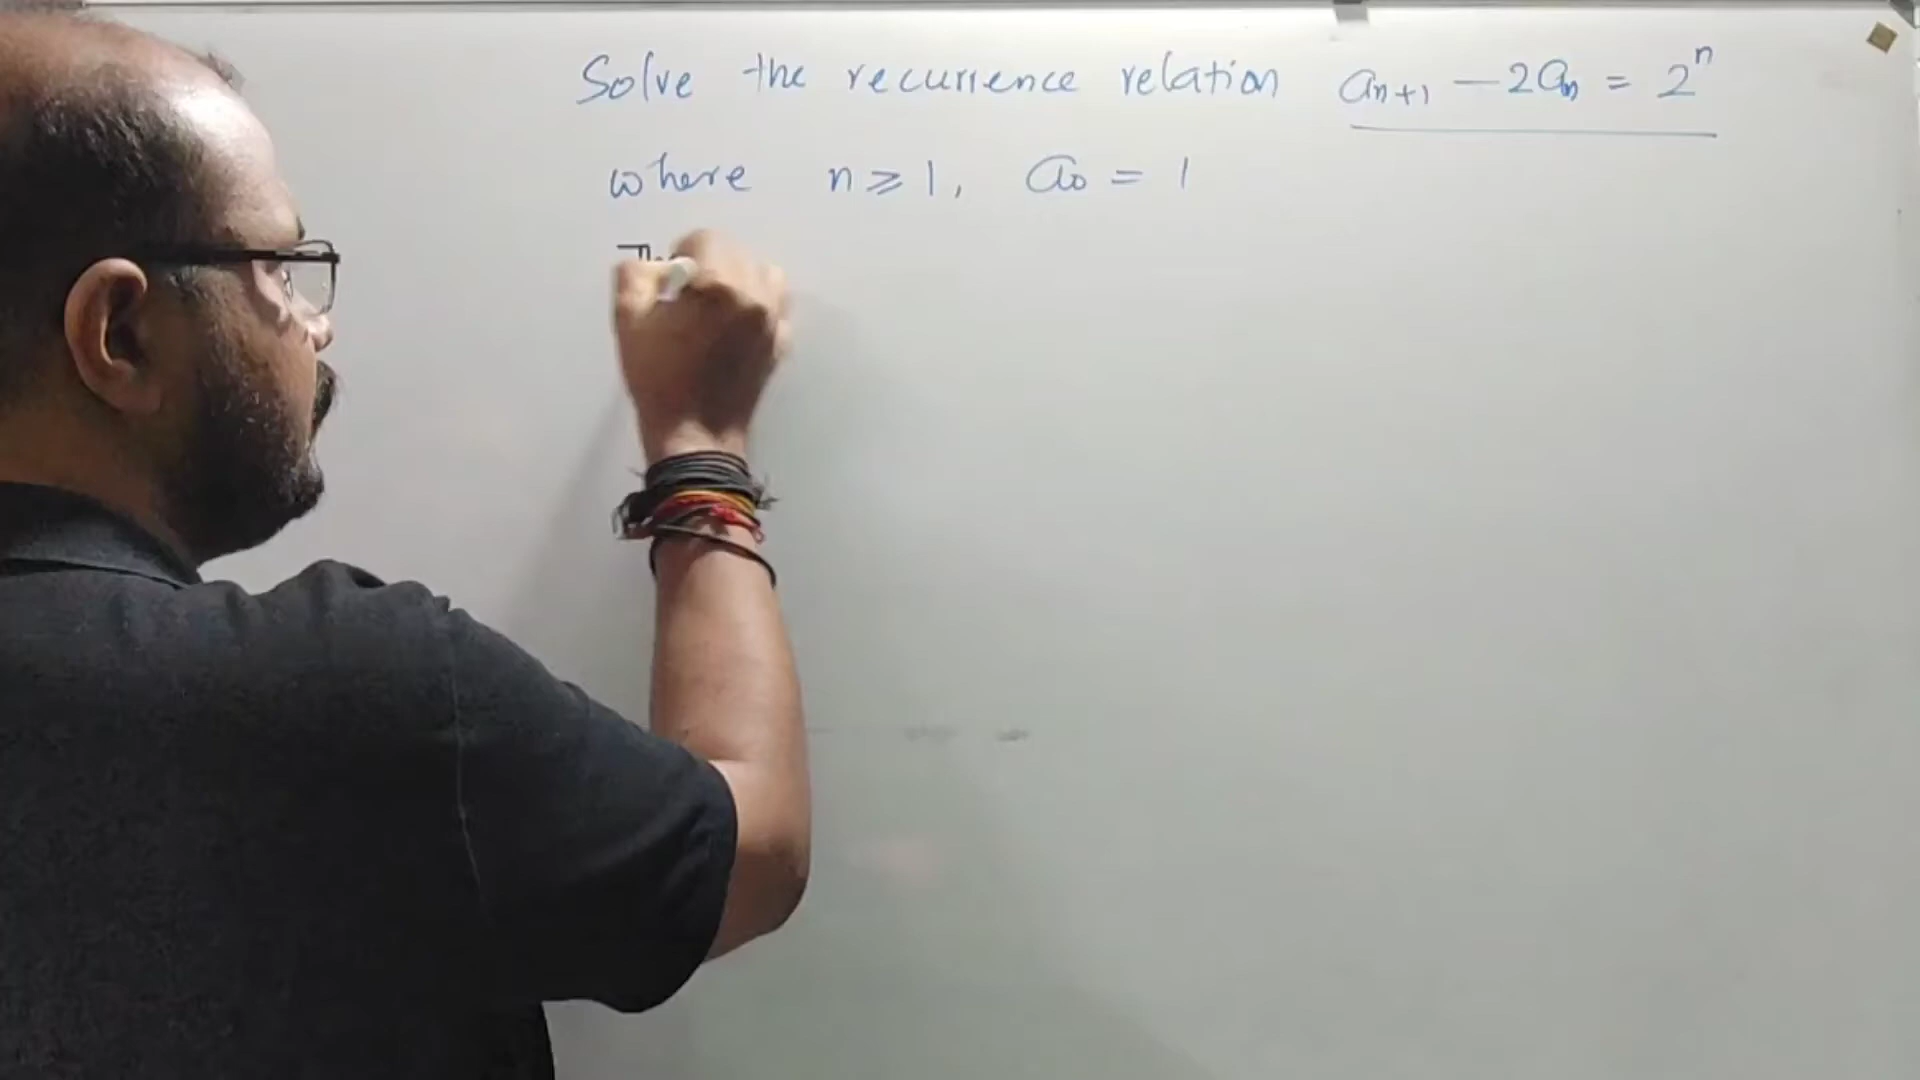 Solve the recurrence relation aₙ₊₁ - 2aₙ = 2ⁿ
where n ⩾ 1, a₀ = 1